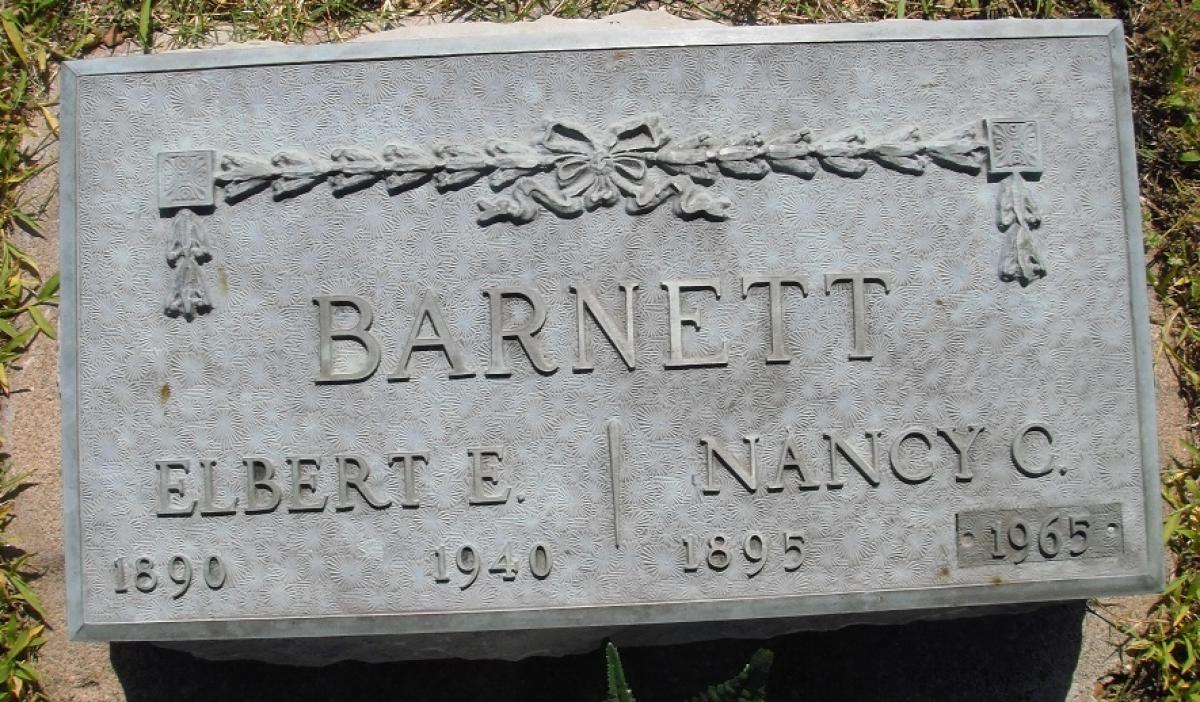 BARNETT
ELBERT E. NANCY C.
1890 1940 1895 1965